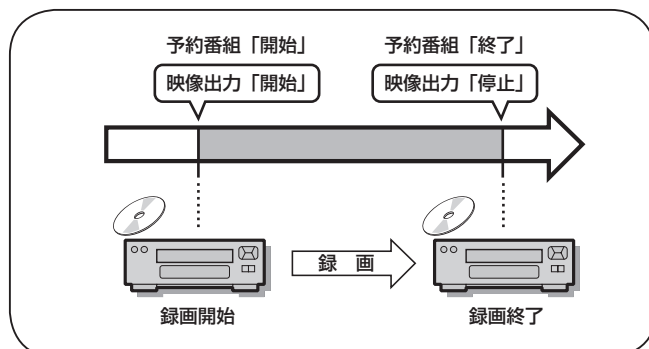 予約番組「開始」
予約番組「終了」
映像出力「開始」
映像出力「停止」
録 画
録画開始
録画終了